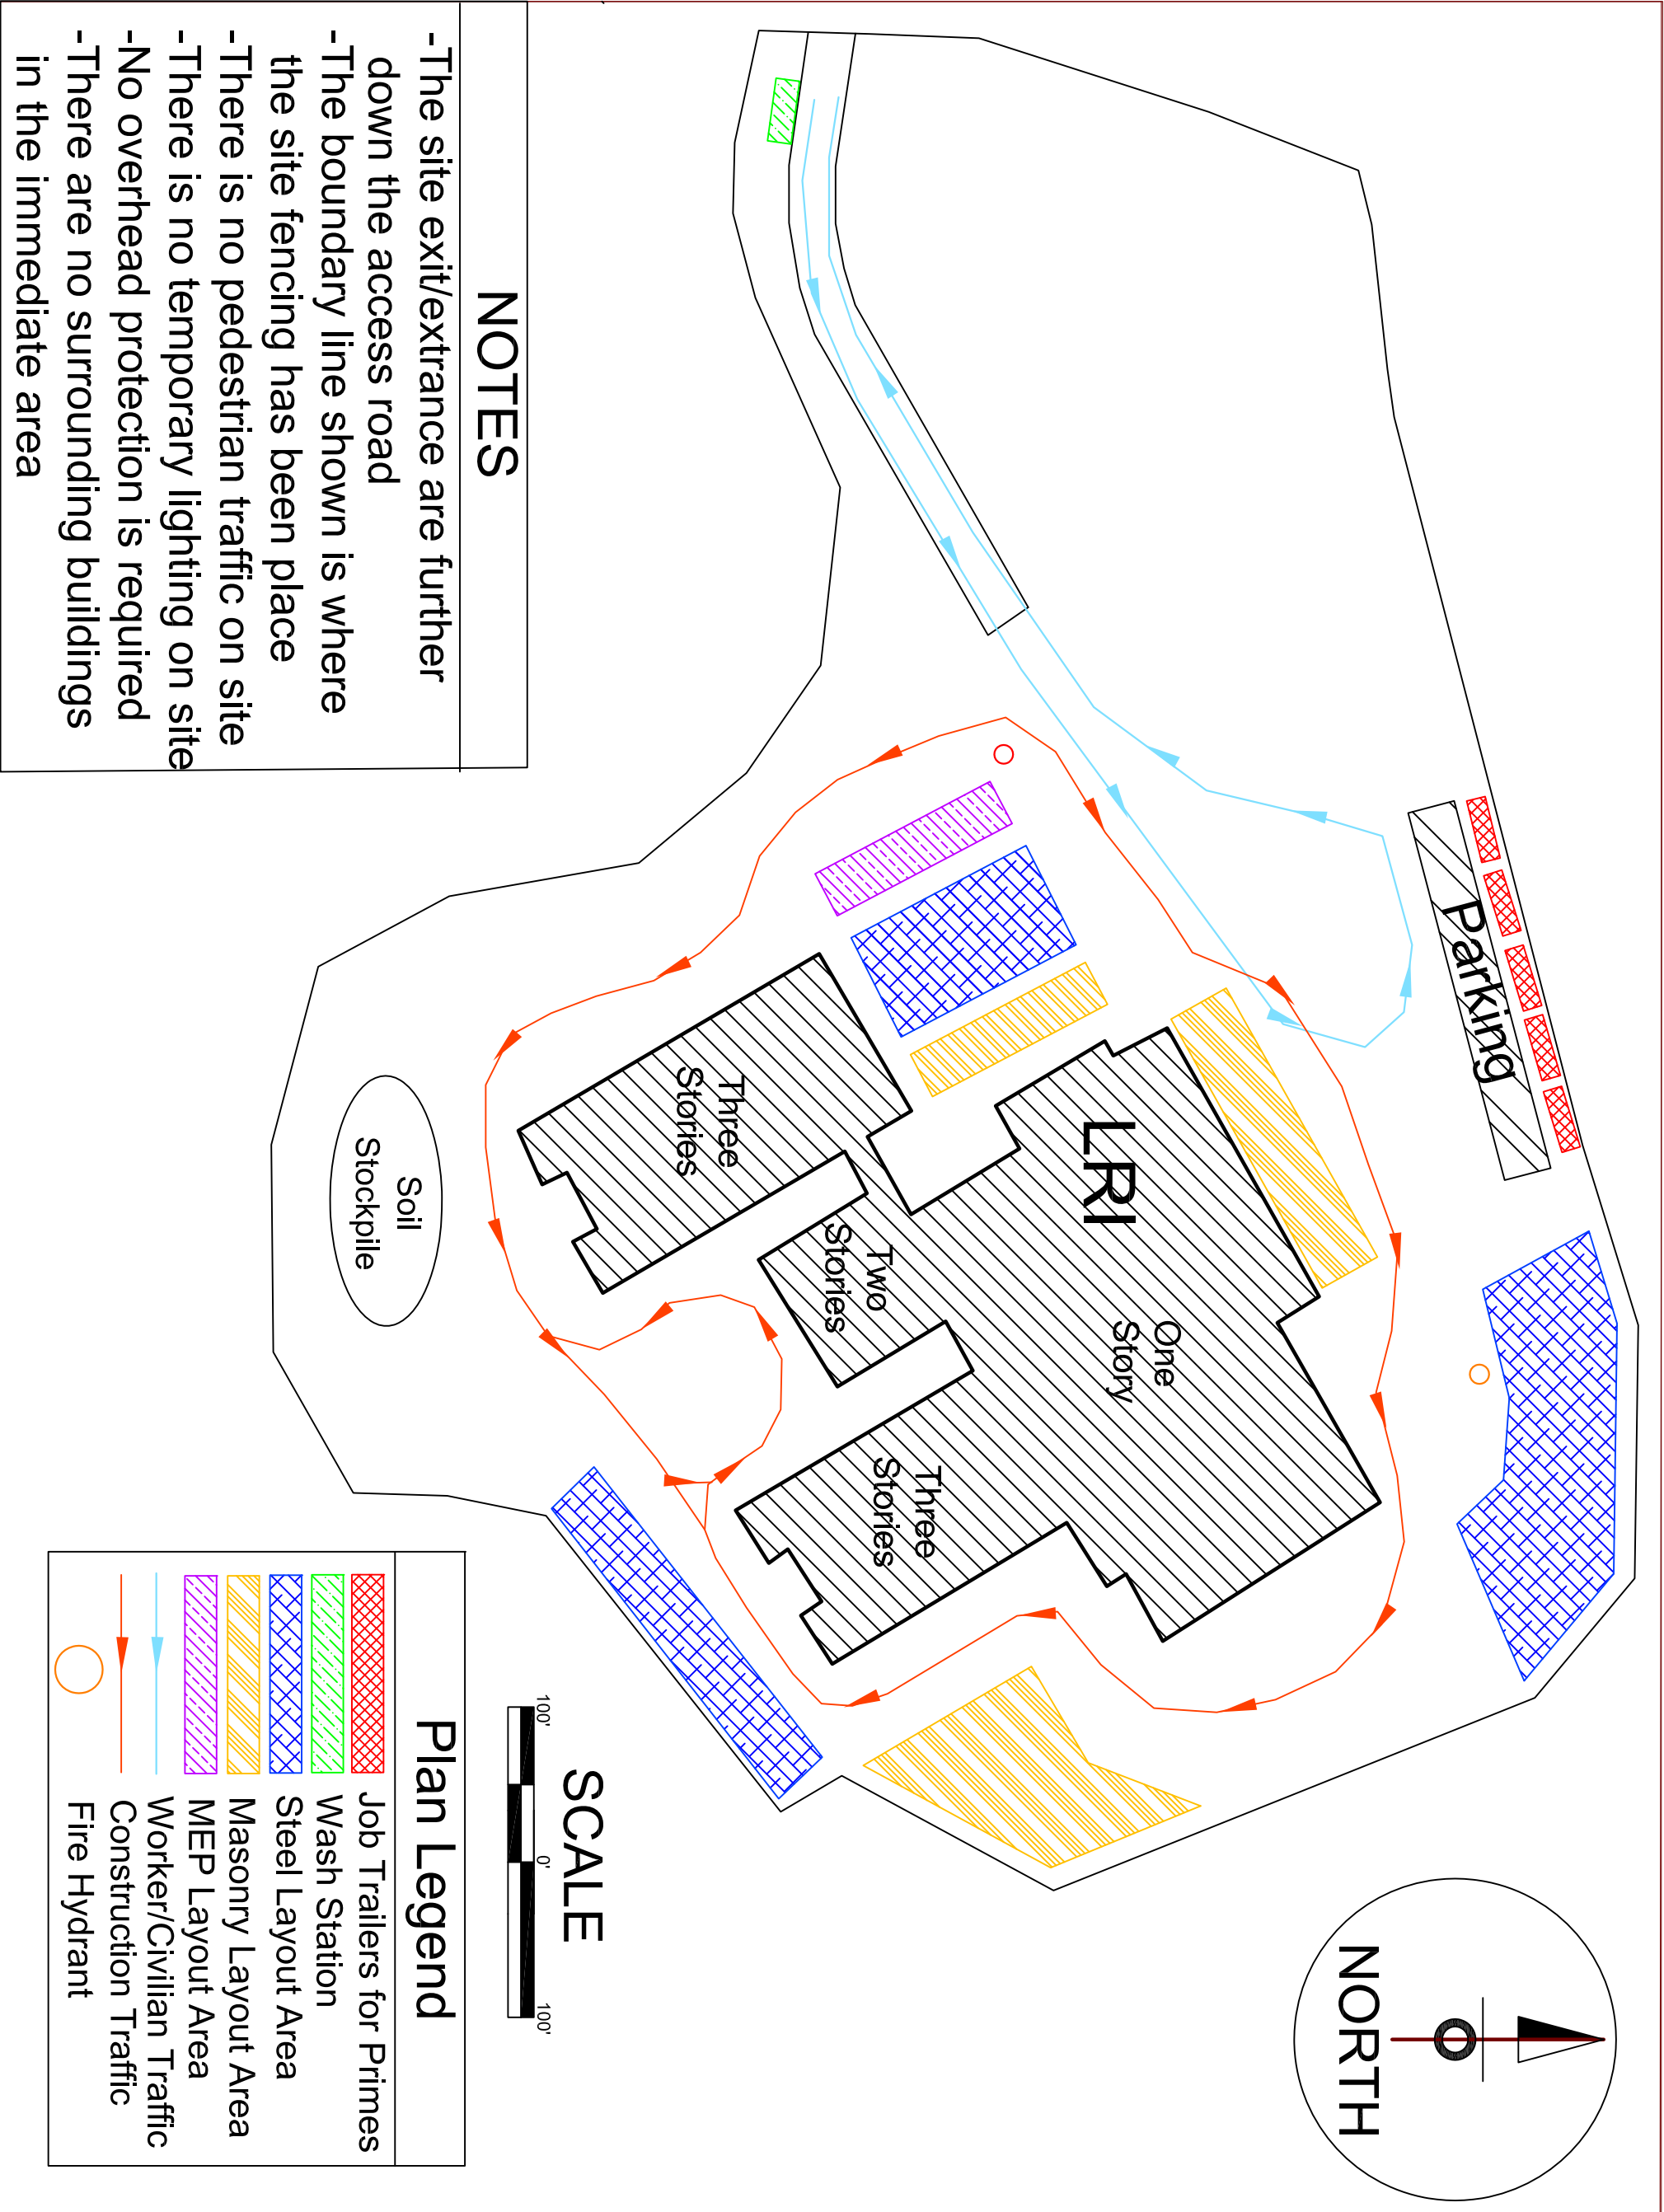 NOTES
-The site exit/extrance are further
down the access road
-The boundary line shown is where
the site fencing has been place
-There is no pedestrian traffic on site
-There is no temporary lighting on site
-No overhead protection is required
-There are no surrounding buildings
in the immediate area
Parking
LRI
One
Story
Two
Stories
Three
Stories
Three
Stories
Soil
Stockpile
NORTH
SCALE
100'
0'
100'
Plan Legend
Job Trailers for Primes
Wash Station
Steel Layout Area
Masonry Layout Area
MEP Layout Area
Worker/Civilian Traffic
Construction Traffic
Fire Hydrant